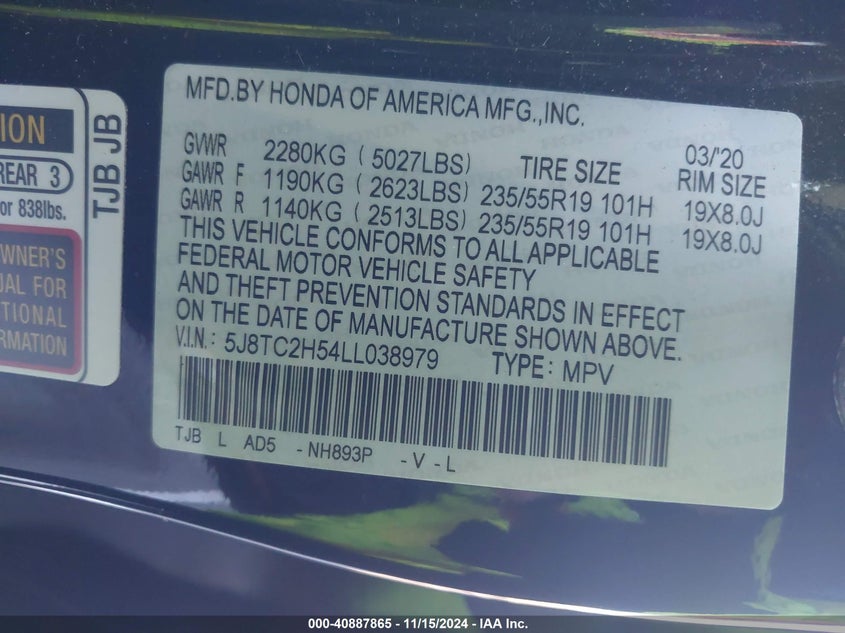 ION
REAR 3
or 838lbs.
TJB JB
WNER'S
UAL FOR
ITIONAL
RMATION
MFD.BY HONDA OF AMERICA MFG.,INC.
GVWR 2280KG (5027LBS) TIRE SIZE 03/'20
GAWR F 1190KG (2623LBS) 235/55R19 101H RIM SIZE 19X8.0J
GAWR R 1140KG (2513LBS) 235/55R19 101H 19X8.0J
THIS VEHICLE CONFORMS TO ALL APPLICABLE
FEDERAL MOTOR VEHICLE SAFETY
AND THEFT PREVENTION STANDARDS IN EFFECT
ON THE DATE OF MANUFACTURE SHOWN ABOVE.
V.I.N.: 5J8TC2H54LL038979 TYPE: MPV
TJB L AD5 -NH893P -V-L
000-40887865 - 11/15/2024 - IAA Inc.